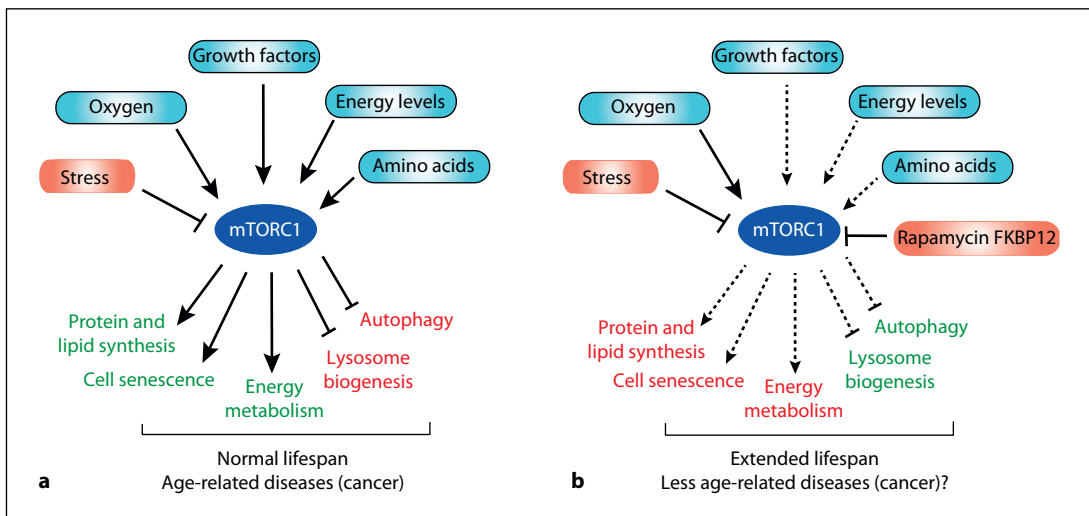 Growth factors
Oxygen
Energy levels
Stress
Amino acids
mTORC1
Protein and
lipid synthesis
Cell senescence
Energy
metabolism
Autophagy
Lysosome
biogenesis
Normal lifespan
Age-related diseases (cancer)
a
Growth factors
Oxygen
Energy levels
Stress
Amino acids
mTORC1
Rapamycin FKBP12
Protein and
lipid synthesis
Cell senescence
Energy
metabolism
Autophagy
Lysosome
biogenesis
Extended lifespan
Less age-related diseases (cancer)?
b